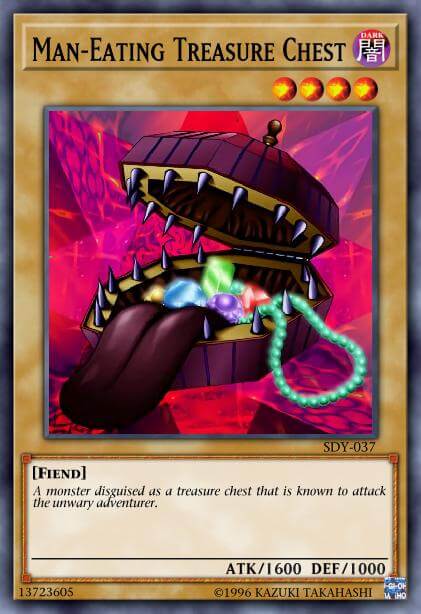 MAN-EATING TREASURE CHEST
DARK
闇
SDY-037
[FIEND]
A monster disguised as a treasure chest that is known to attack
the unwary adventurer.
ATK/1600 DEF/1000
13723605
©1996 KAZUKI TAKAHASHI